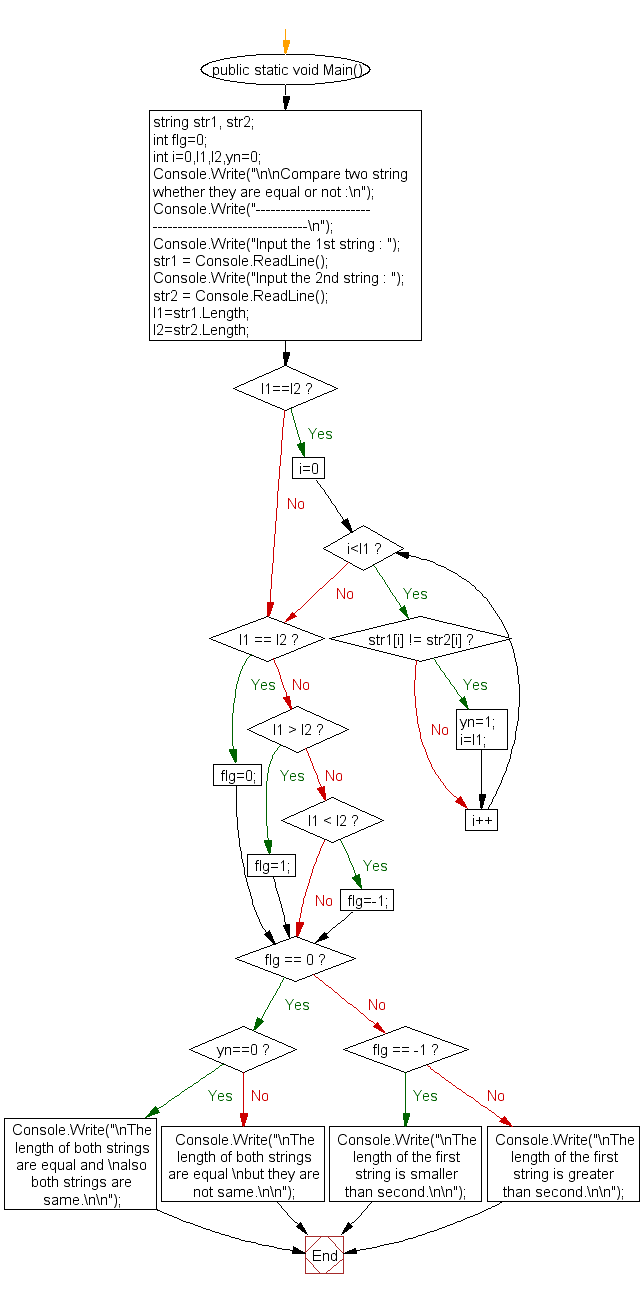 public static void Main()
string str1, str2;
int flg=0;
int i=0,l1,l2,yn=0;
Console.Write("\n\nCompare two string
whether they are equal or not :\n");
Console.Write("-----------------------
-------------------------------\n");
Console.Write("Input the 1st string : ");
str1 = Console.ReadLine();
Console.Write("Input the 2nd string : ");
str2 = Console.ReadLine();
l1=str1.Length;
l2=str2.Length;
l1==l2 ?
Yes
i=0
No
i<l1 ?
No
Yes
l1 == l2 ?
str1[i] != str2[i] ?
Yes
No
Yes
No
yn=1;
i=l1;
l1 > l2 ?
flg=0;
Yes
No
l1 < l2 ?
i++
flg=1;
Yes
No
flg=-1;
flg == 0 ?
Yes
No
yn==0 ?
flg == -1 ?
Yes
No
Yes
No
Console.Write("\nThe
length of both strings
are equal and \nalso
both strings are
same.\n\n");
Console.Write("\nThe
length of both strings
are equal \nbut they are
not same.\n\n");
Console.Write("\nThe
length of the first
string is smaller
than second.\n\n");
Console.Write("\nThe
length of the first
string is greater
than second.\n\n");
End